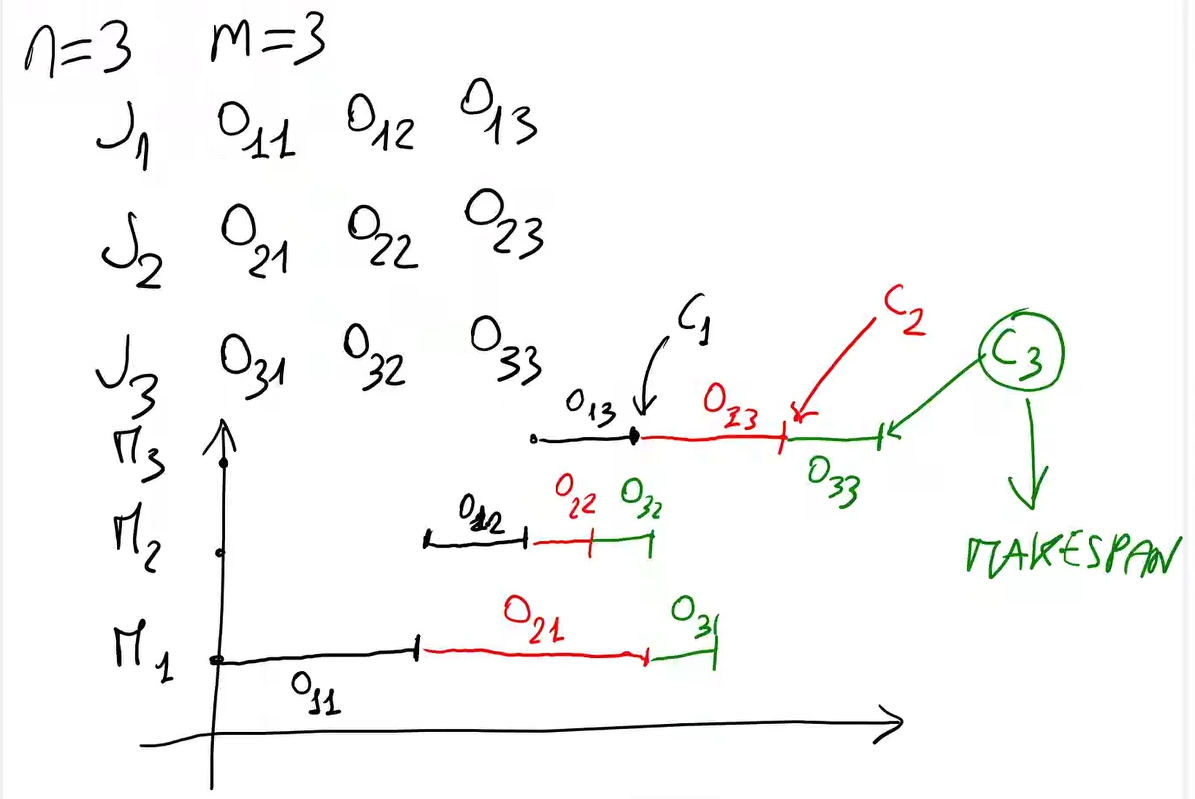 n=3 m=3
J1 O11 O12 O13
J2 O21 O22 O23
J3 O31 O32 O33
C1 C2 C3
M3 O13 O23 O33
M2 O12 O22 O32
MAKESPAN
M1 O11 O21 O31